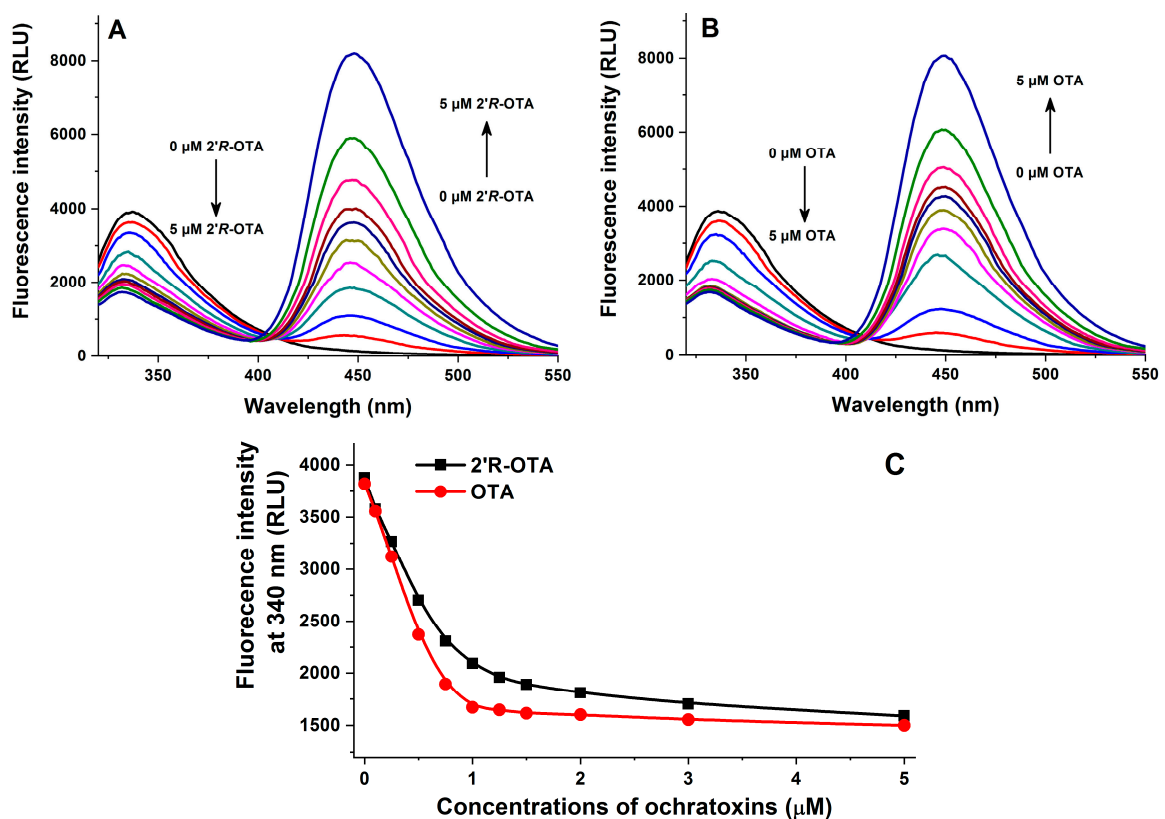 A
Fluorescence intensity (RLU)
8000
6000
4000
2000
0
5 µM 2'R-OTA
0 µM 2'R-OTA
0 µM 2'R-OTA
5 µM 2'R-OTA
350
400
450
500
550
Wavelength (nm)
B
Fluorescence intensity (RLU)
8000
6000
4000
2000
0
5 µM OTA
0 µM OTA
0 µM OTA
5 µM OTA
350
400
450
500
550
Wavelength (nm)
C
2'R-OTA
OTA
Fluorecence intensity
at 340 nm (RLU)
4000
3500
3000
2500
2000
1500
0
1
2
3
4
5
Concentrations of ochratoxins (µM)